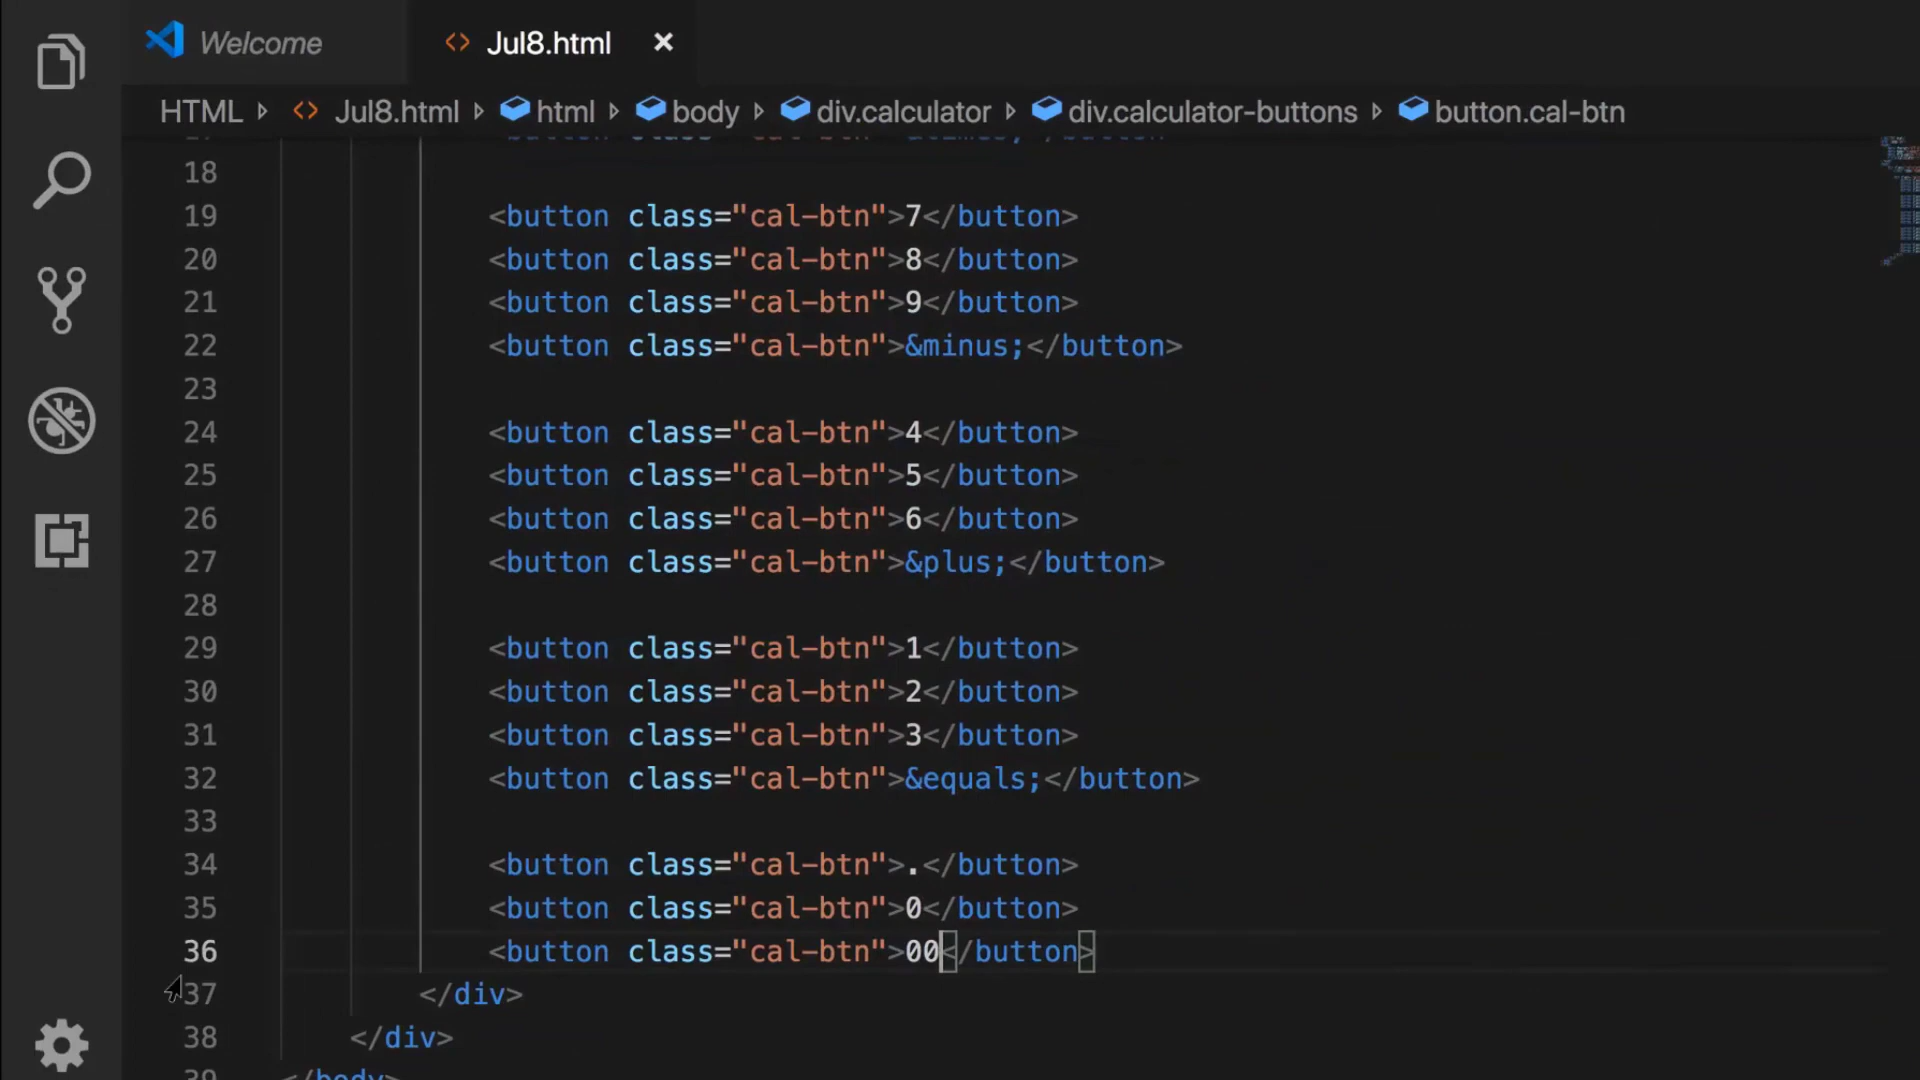 Welcome
<> Jul8.html ×
HTML > <> Jul8.html > html > body > div.calculator > div.calculator-buttons > button.cal-btn
18
19 <button class="cal-btn">7</button>
20 <button class="cal-btn">8</button>
21 <button class="cal-btn">9</button>
22 <button class="cal-btn">&minus;</button>
23
24 <button class="cal-btn">4</button>
25 <button class="cal-btn">5</button>
26 <button class="cal-btn">6</button>
27 <button class="cal-btn">&plus;</button>
28
29 <button class="cal-btn">1</button>
30 <button class="cal-btn">2</button>
31 <button class="cal-btn">3</button>
32 <button class="cal-btn">&equals;</button>
33
34 <button class="cal-btn">.</button>
35 <button class="cal-btn">0</button>
36 <button class="cal-btn">00</button>
37 </div>
38 </div>
39 </body>